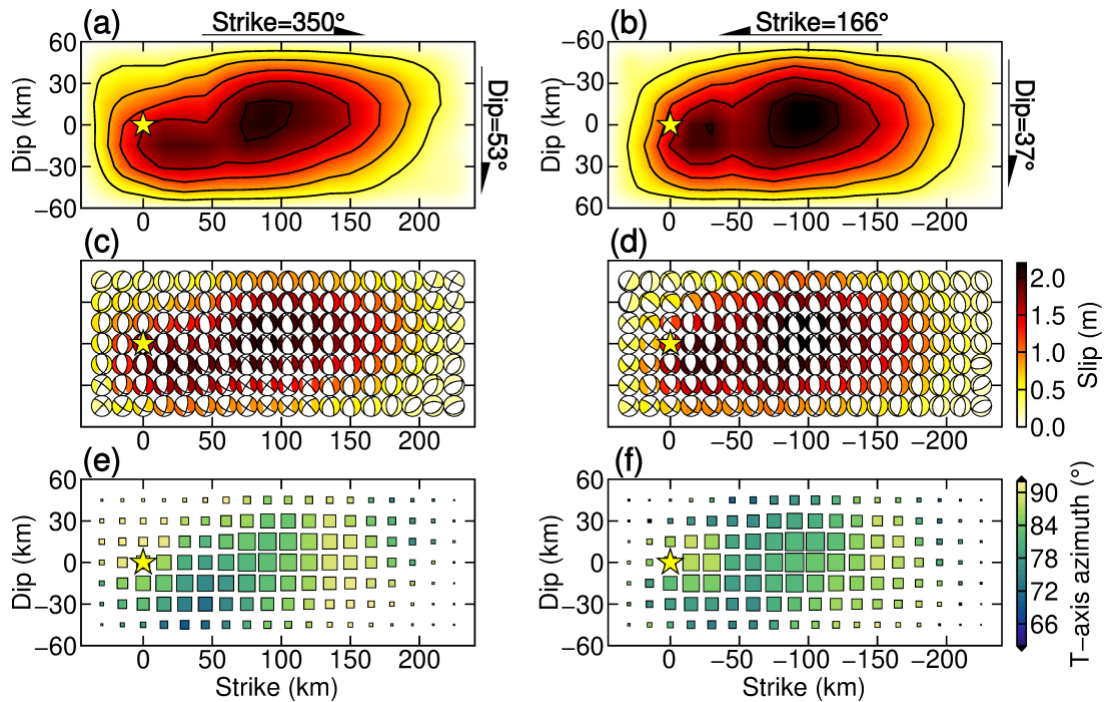 (a) Strike=350° (b) Strike=166°
60 30 0 −30 −60
Dip (km)
Dip=53°
0 50 100 150 200
−60 −30 0 30 60
Dip (km)
Dip=37°
0 −50 −100 −150 −200
(c) (d)
0 50 100 150 200
0 −50 −100 −150 −200
2.0 1.5 1.0 0.5 0.0
Slip (m)
(e) (f)
60 30 0 −30 −60
Dip (km)
0 50 100 150 200
Strike (km)
60 30 0 −30 −60
Dip (km)
0 −50 −100 −150 −200
Strike (km)
90 84 78 72 66
T−axis azimuth (°)